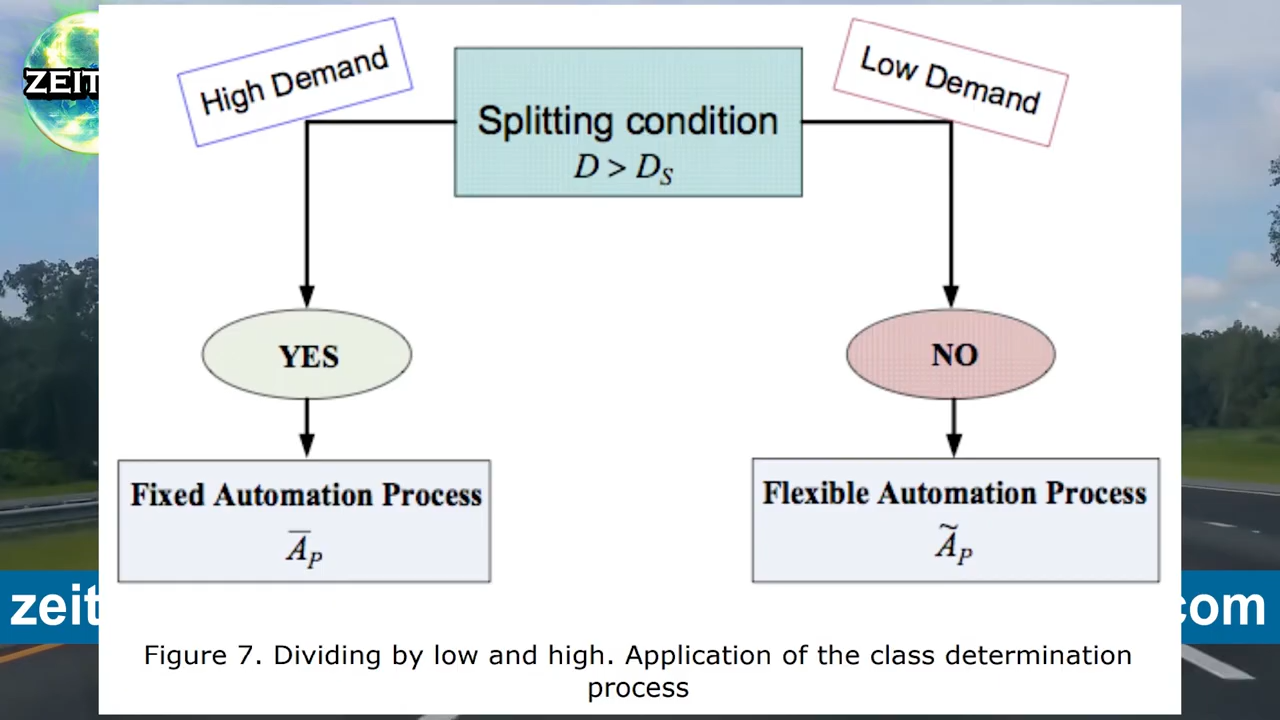 ZEIT
High Demand
Splitting condition
D > D_S
Low Demand
YES
NO
Fixed Automation Process
A̅_P
Flexible Automation Process
Ã_P
zeit
com
Figure 7. Dividing by low and high. Application of the class determination
process